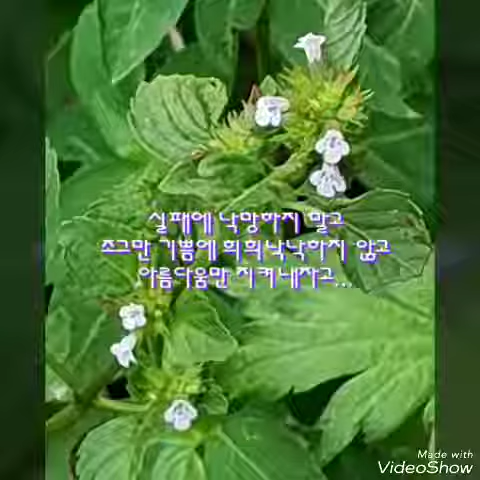 실패에 낙망하지 말고
조그만 기쁨에 희희낙낙하지 않고
아름다움만 지켜내자고...
Made with
VideoShow